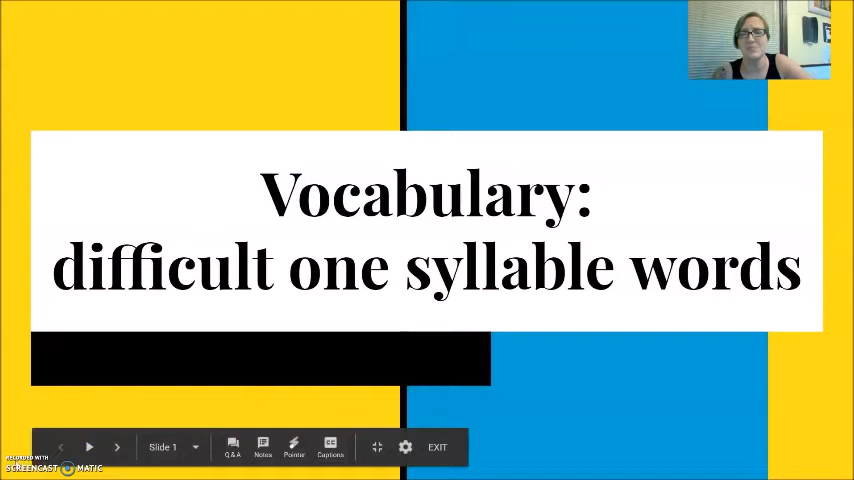 Vocabulary:
difficult one syllable words
Slide 1
Q & A
Notes
Pointer
Captions
EXIT
RECORDED WITH
SCREENCAST MATIC